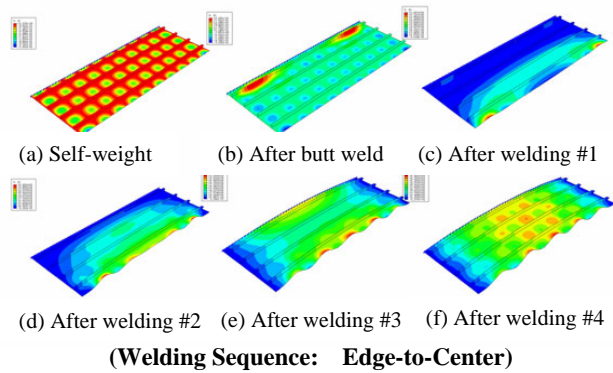 (a) Self-weight
(b) After butt weld
(c) After welding #1
(d) After welding #2
(e) After welding #3
(f) After welding #4
(Welding Sequence: Edge-to-Center)